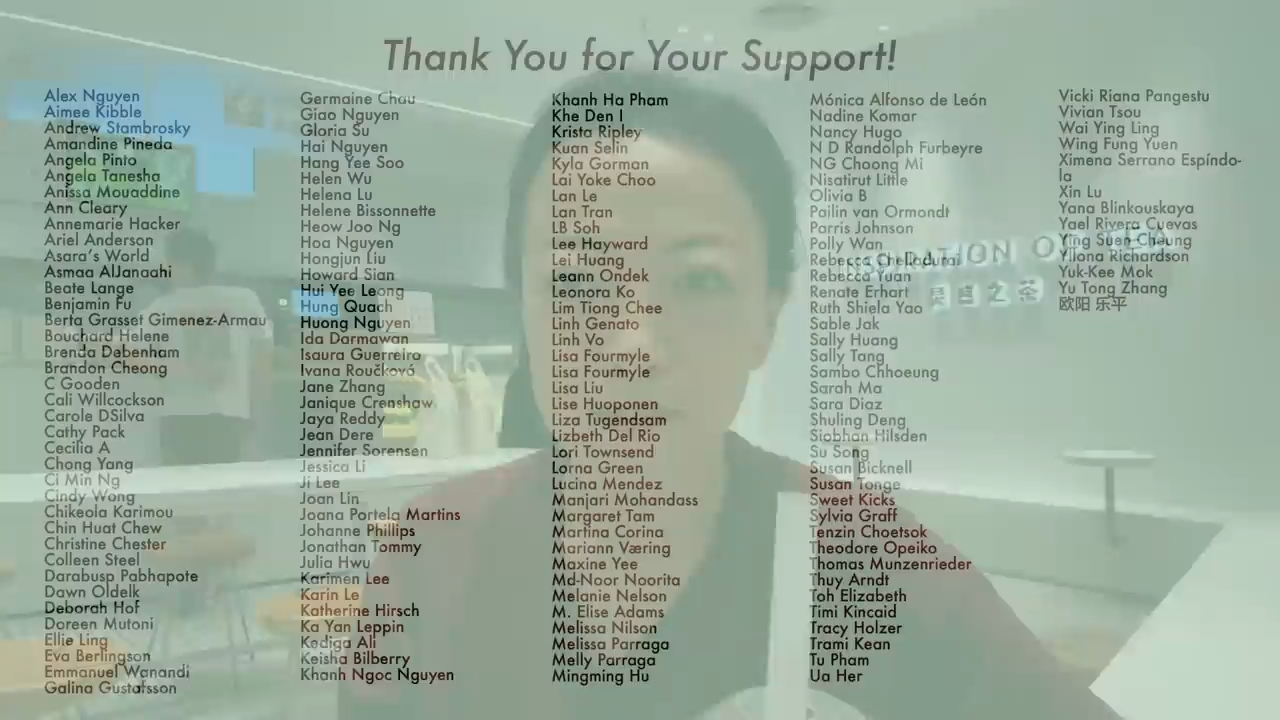 Thank You for Your Support!
Alex Nguyen
Aimee Kibble
Andrew Stambrosky
Amandine Pineda
Angela Pinto
Angela Tanesha
Anissa Mouaddine
Ann Cleary
Annemarie Hacker
Ariel Anderson
Asara's World
Asmaa AlJanaahi
Beate Lange
Benjamin Fu
Berta Grasset Gimenez-Armau
Bouchard Helene
Brenda Debenham
Brandon Cheong
C Gooden
Cali Willcockson
Carole DSilva
Cathy Pack
Cecilia A
Chong Yang
Ci Min Ng
Cindy Wong
Chikeola Karimou
Chin Huat Chew
Christine Chester
Colleen Steel
Darabusp Pabhapote
Dawn Oldelk
Deborah Hof
Doreen Mutoni
Ellie Ling
Eva Berlingson
Emmanuel Wanandi
Galina Gustafsson
Germaine Chau
Giao Nguyen
Gloria Su
Hai Nguyen
Hang Yee Soo
Helen Wu
Helena Lu
Helene Bissonnette
Heow Joo Ng
Hoa Nguyen
Hongjun Liu
Howard Sian
Hui Yee Leong
Hung Quach
Huong Nguyen
Ida Darmawan
Isaura Guerreiro
Ivana Roučková
Jane Zhang
Janique Crenshaw
Jaya Reddy
Jean Dere
Jennifer Sorensen
Jessica Li
Ji Lee
Joan Lin
Joana Portela Martins
Johanne Phillips
Jonathan Tommy
Julia Hwu
Karimen Lee
Karin Le
Katherine Hirsch
Ka Yan Leppin
Kediga Ali
Keisha Bilberry
Khanh Ngoc Nguyen
Khanh Ha Pham
Khe Den I
Krista Ripley
Kuan Selin
Kyla Gorman
Lai Yoke Choo
Lan Le
Lan Tran
LB Soh
Lee Hayward
Lei Huang
Leann Ondek
Leonora Ko
Lim Tiong Chee
Linh Genato
Linh Vo
Lisa Fourmyle
Lisa Fourmyle
Lisa Liu
Lise Huoponen
Liza Tugendsam
Lizbeth Del Rio
Lori Townsend
Lorna Green
Lucina Mendez
Manjari Mohandass
Margaret Tam
Martina Corina
Mariann Væring
Maxine Yee
Md-Noor Noorita
Melanie Nelson
M. Elise Adams
Melissa Nilson
Melissa Parraga
Melly Parraga
Mingming Hu
Mónica Alfonso de León
Nadine Komar
Nancy Hugo
N D Randolph Furbeyre
NG Choong Mi
Nisatirut Little
Olivia B
Pailin van Ormondt
Parris Johnson
Polly Wan
Rebecca Chelladurai
Rebecca Yuan
Renate Erhart
Ruth Shiela Yao
Sable Jak
Sally Huang
Sally Tang
Sambo Chhoeung
Sarah Ma
Sara Diaz
Shuling Deng
Siobhan Hilsden
Su Song
Susan Bicknell
Susan Tonge
Sweet Kicks
Sylvia Graff
Tenzin Choetsok
Theodore Opeiko
Thomas Munzenrieder
Thuy Arndt
Toh Elizabeth
Timi Kincaid
Tracy Holzer
Trami Kean
Tu Pham
Ua Her
Vicki Riana Pangestu
Vivian Tsou
Wai Ying Ling
Wing Fung Yuen
Ximena Serrano Espíndo-
la
Xin Lu
Yana Blinkouskaya
Yael Rivera Cuevas
Ying Suen Cheung
Yllona Richardson
Yuk-Kee Mok
Yu Tong Zhang
欧阳 乐平